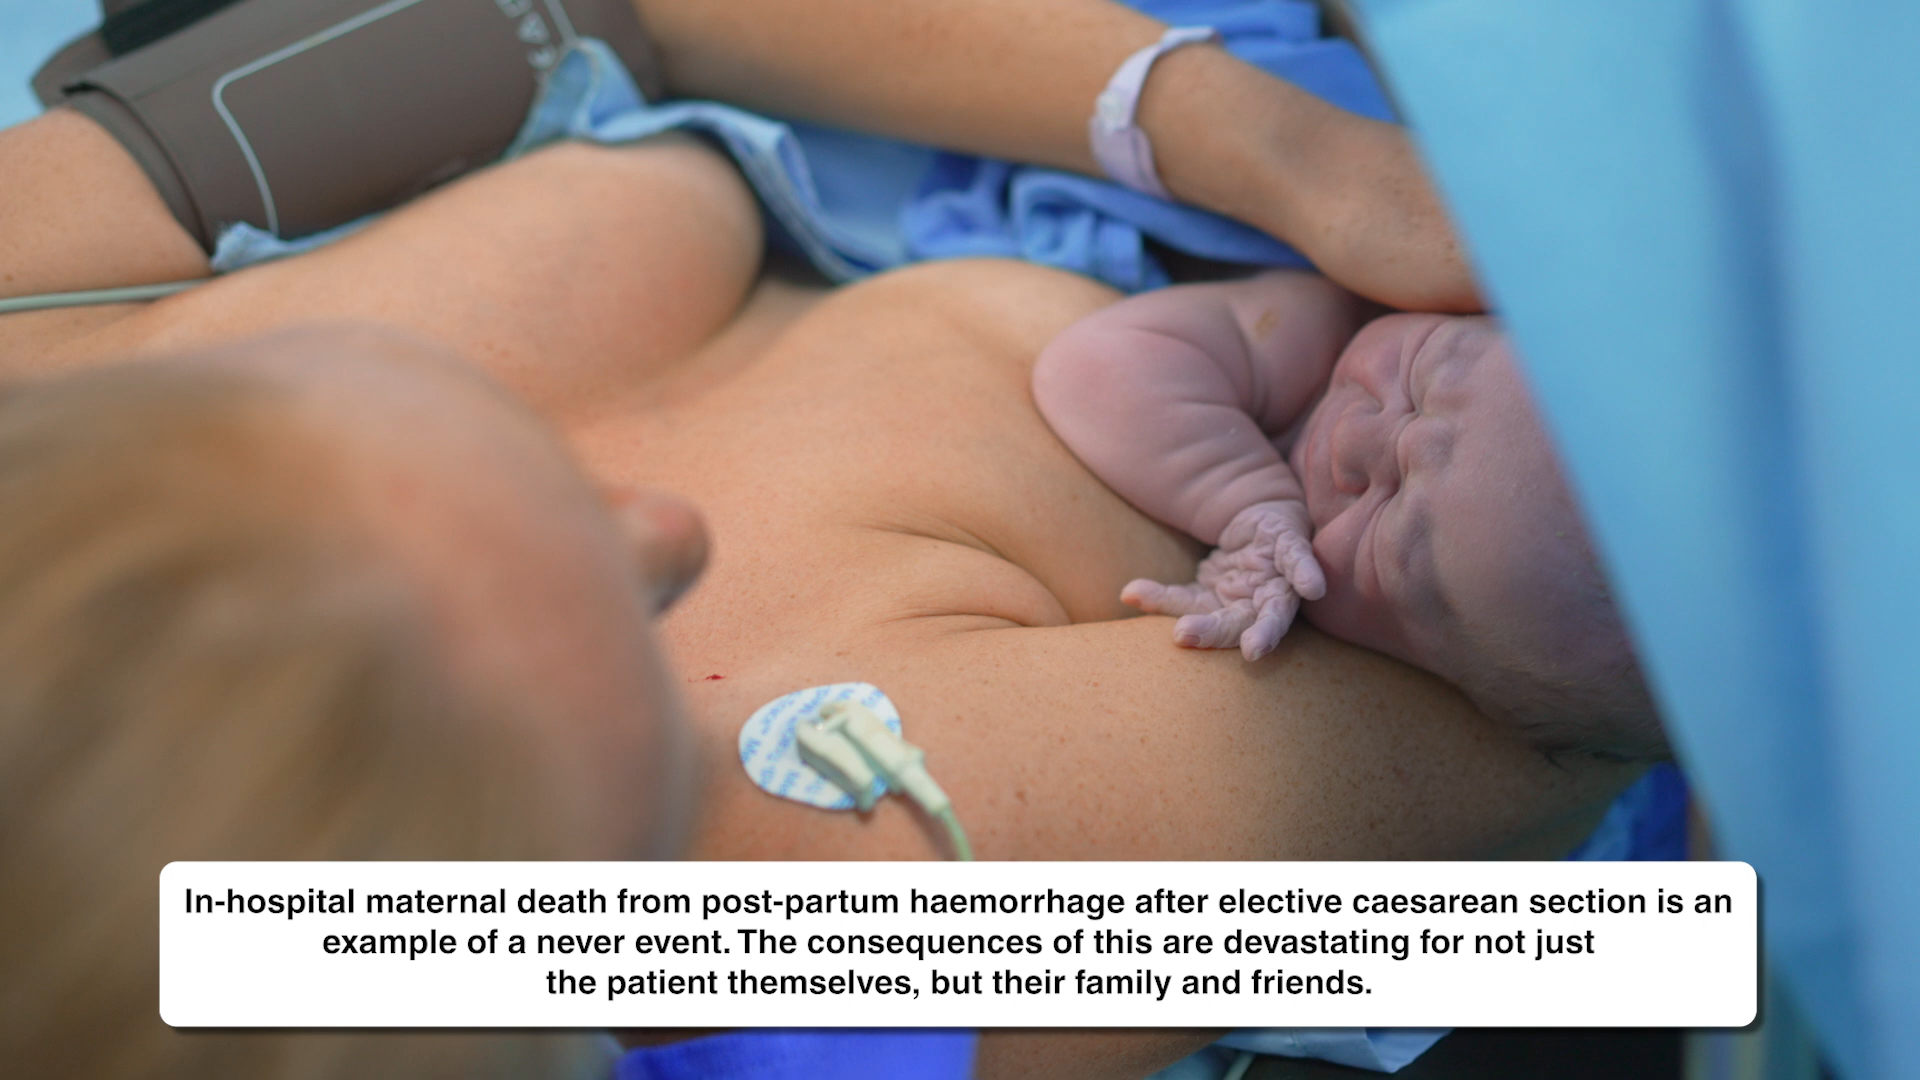 In-hospital maternal death from post-partum haemorrhage after elective caesarean section is an
example of a never event. The consequences of this are devastating for not just
the patient themselves, but their family and friends.